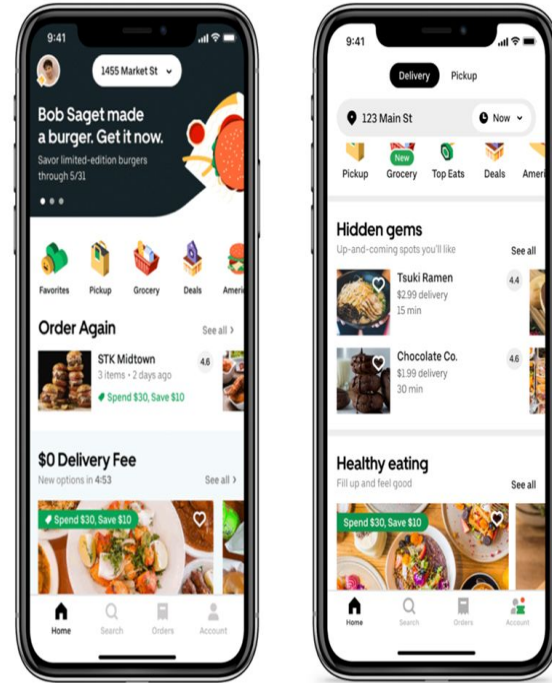 9:41
1455 Market St
Bob Saget made
a burger. Get it now.
Savor limited-edition burgers
through 5/31
Favorites
Pickup
Grocery
Deals
Ameri
Order Again
See all >
STK Midtown
4.6
3 items • 2 days ago
Spend $30, Save $10
$0 Delivery Fee
New options in 4:53
See all >
Spend $30, Save $10
Home
Search
Orders
Account
9:41
Delivery
Pickup
123 Main St
Now
New
Pickup
Grocery
Top Eats
Deals
Ameri
Hidden gems
Up-and-coming spots you'll like
See all
Tsuki Ramen
4.4
$2.99 delivery
15 min
Chocolate Co.
4.6
$1.99 delivery
30 min
Healthy eating
Fill up and feel good
See all
Spend $30, Save $10
Home
Search
Orders
Account